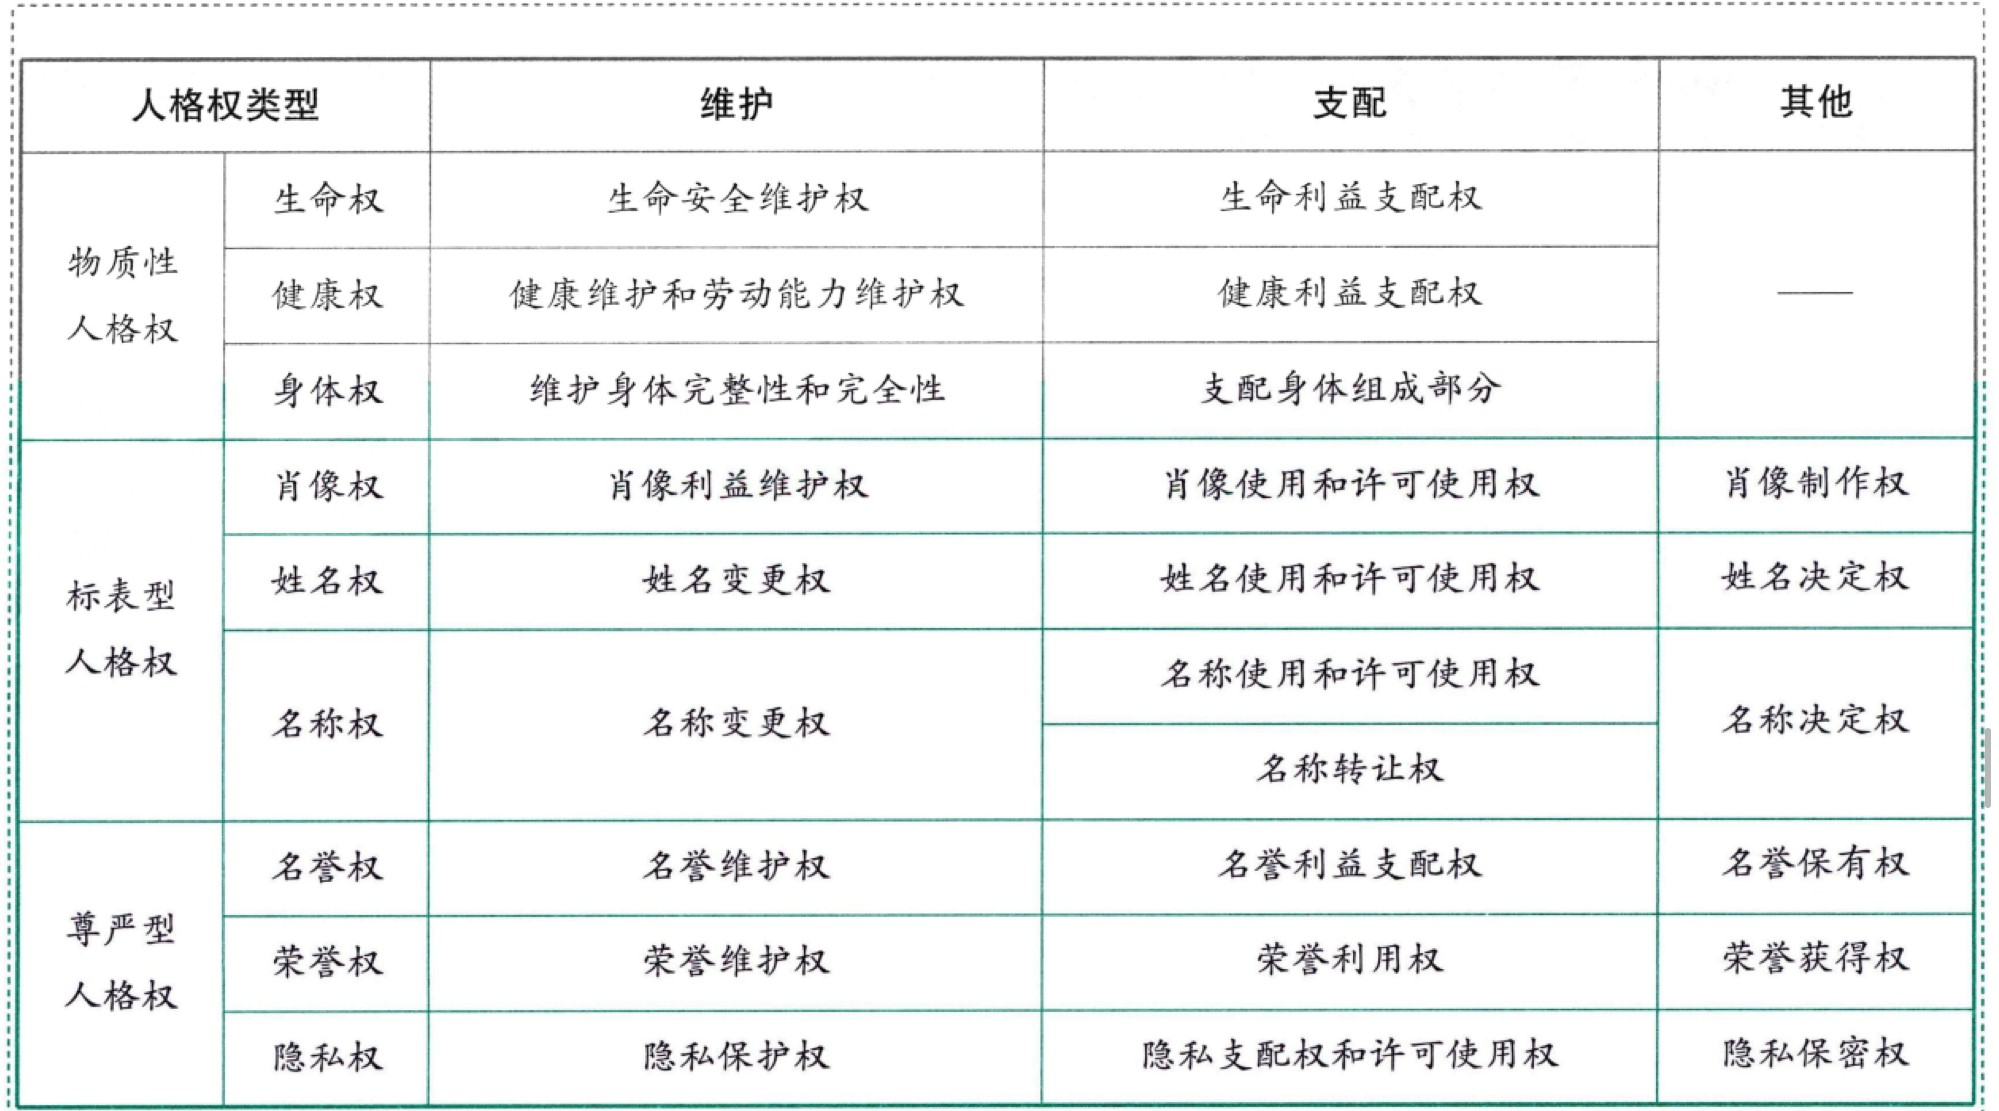 人格权类型 维护 支配 其他
生命权 生命安全维护权 生命利益支配权
物质性
人格权
健康权 健康维护和劳动能力维护权 健康利益支配权 ——
身体权 维护身体完整性和完全性 支配身体组成部分
标表型
人格权
肖像权 肖像利益维护权 肖像使用和许可使用权 肖像制作权
姓名权 姓名变更权 姓名使用和许可使用权 姓名决定权
名称权 名称变更权 名称使用和许可使用权 名称决定权
名称转让权
尊严型
人格权
名誉权 名誉维护权 名誉利益支配权 名誉保有权
荣誉权 荣誉维护权 荣誉利用权 荣誉获得权
隐私权 隐私保护权 隐私支配权和许可使用权 隐私保密权